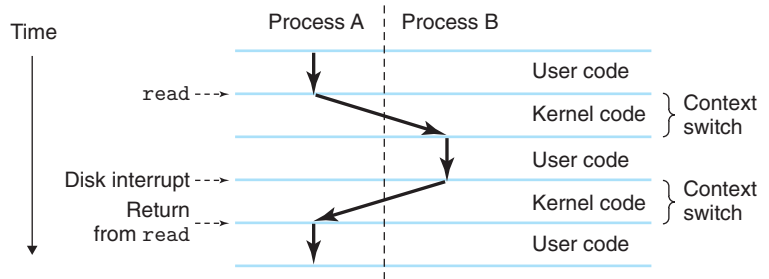 Process A
Process B
Time
User code
read
Kernel code
Context
switch
User code
Disk interrupt
Kernel code
Context
switch
Return
from read
User code